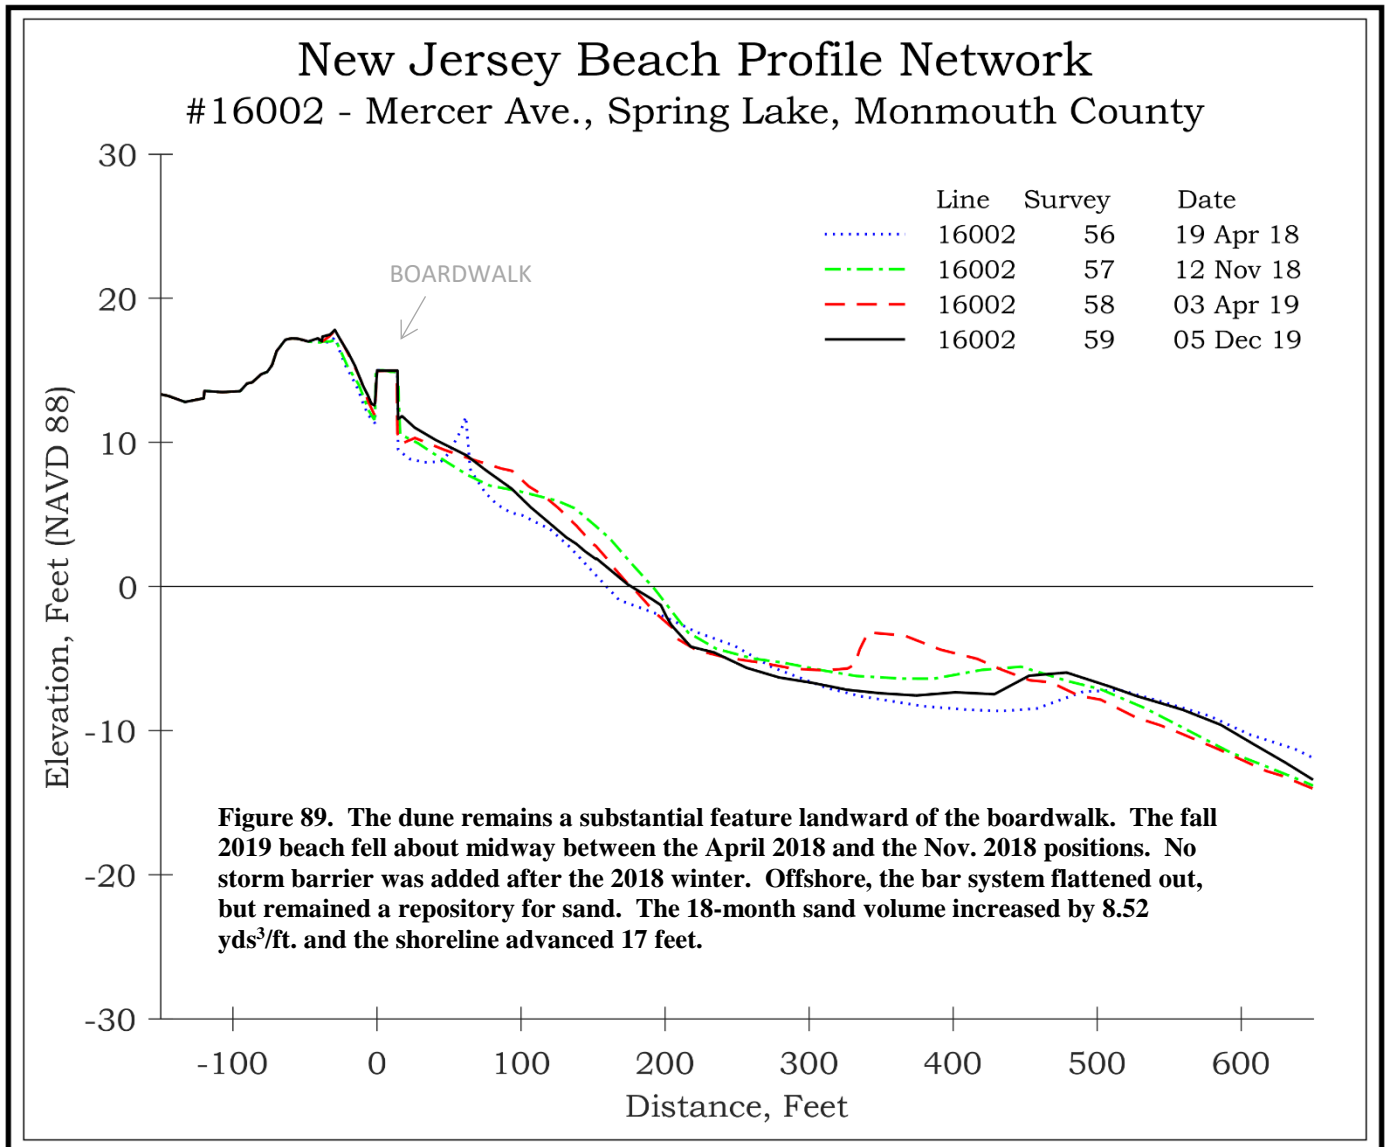 New Jersey Beach Profile Network
#16002 - Mercer Ave., Spring Lake, Monmouth County
Line Survey Date
16002 56 19 Apr 18
16002 57 12 Nov 18
16002 58 03 Apr 19
16002 59 05 Dec 19
BOARDWALK
Elevation, Feet (NAVD 88)
30
20
10
0
-10
-20
-30
Figure 89. The dune remains a substantial feature landward of the boardwalk. The fall
2019 beach fell about midway between the April 2018 and the Nov. 2018 positions. No
storm barrier was added after the 2018 winter. Offshore, the bar system flattened out,
but remained a repository for sand. The 18-month sand volume increased by 8.52
yds³/ft. and the shoreline advanced 17 feet.
-100 0 100 200 300 400 500 600
Distance, Feet